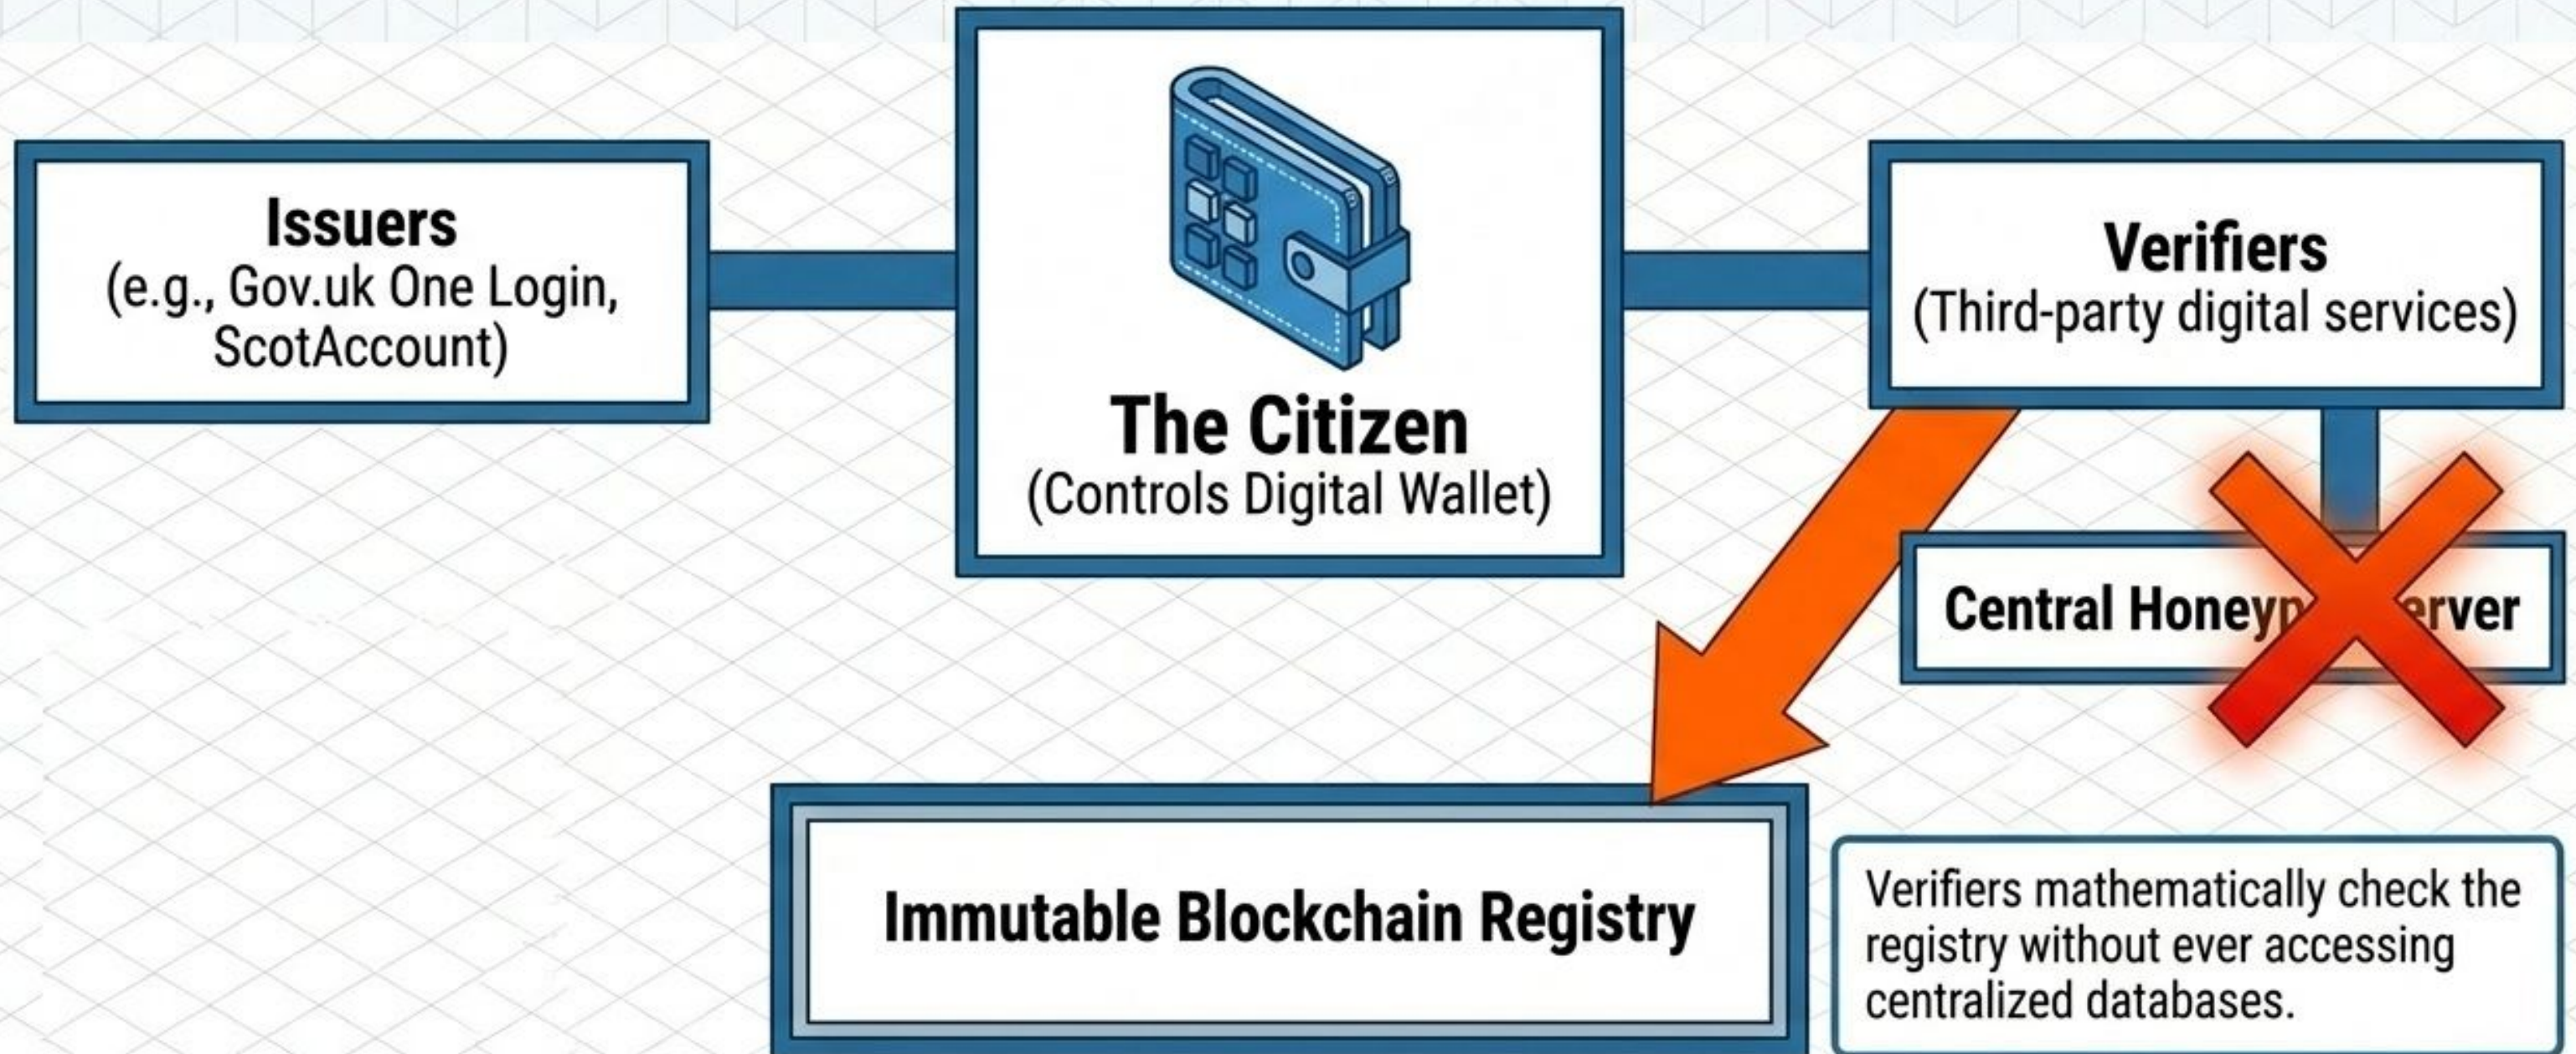 Issuers
(e.g., Gov.uk One Login,
ScotAccount)
The Citizen
(Controls Digital Wallet)
Verifiers
(Third-party digital services)
Central
Immutable Blockchain Registry
Verifiers mathematically check the
registry without ever accessing
centralized databases.